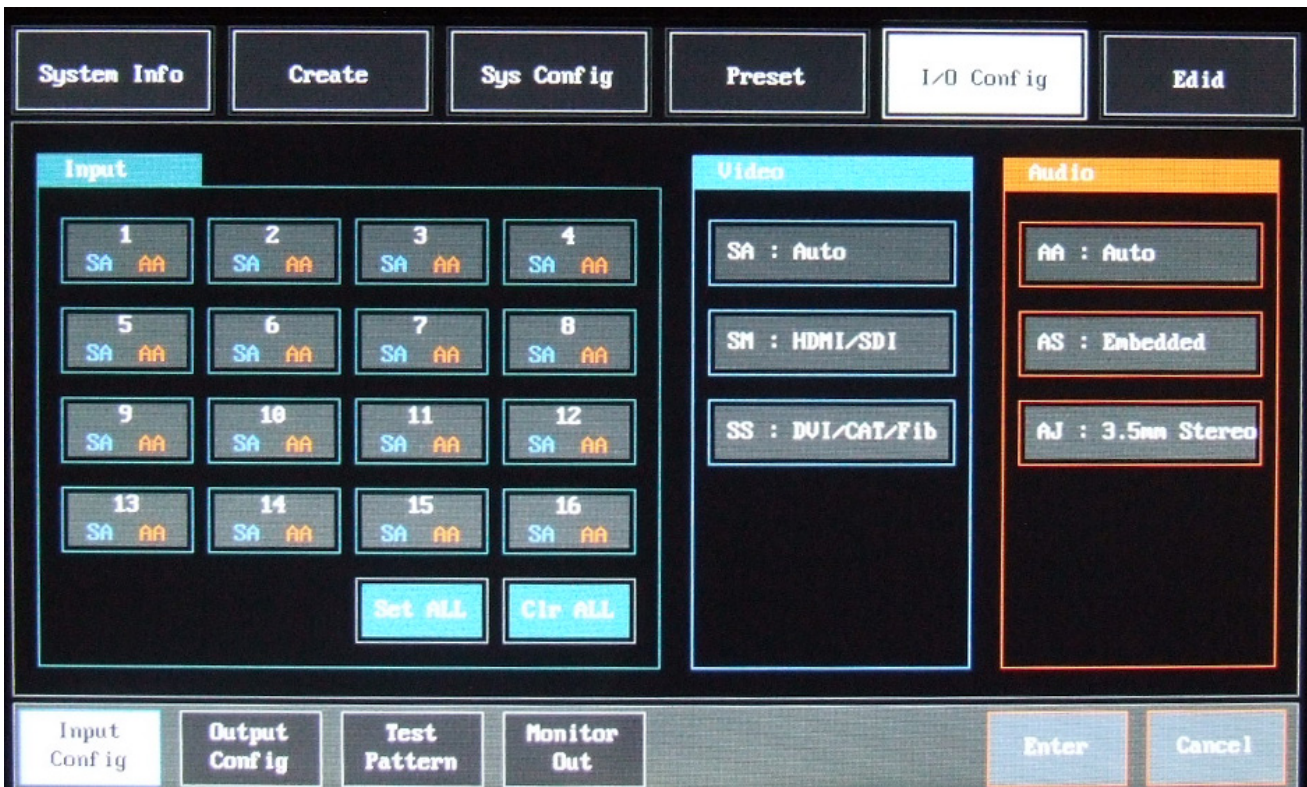 System Info Create Sys Config Preset I/O Config Edid
Input Video Audio
1 2 3 4
SA AA SA AA SA AA SA AA
SA : Auto AA : Auto
5 6 7 8
SA AA SA AA SA AA SA AA
SM : HDMI/SDI AS : Embedded
9 10 11 12
SA AA SA AA SA AA SA AA
SS : DVI/CAT/Fib AJ : 3.5mm Stereo
13 14 15 16
SA AA SA AA SA AA SA AA
Set ALL Clr ALL
Input Output Test Monitor
Config Config Pattern Out
Enter Cancel